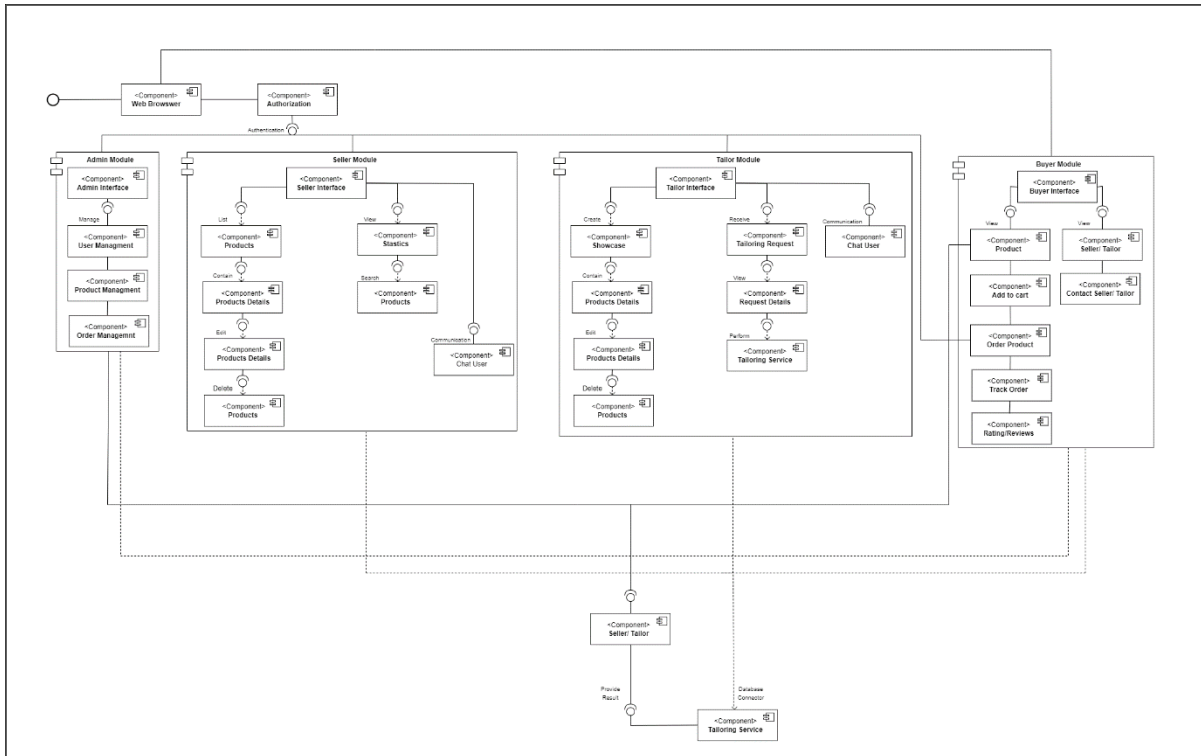 <Component>
Web Browswer
<Component>
Authorization
Authentication
Admin Module
<Component>
Admin Interface
Manage
<Component>
User Managment
<Component>
Product Managment
<Component>
Order Managemnt
Seller Module
<Component>
Seller Interface
List
<Component>
Products
Contain
<Component>
Products Details
Edit
<Component>
Products Details
Delete
<Component>
Products
View
<Component>
Stastics
Search
<Component>
Products
Communication
<Component>
Chat User
Tailor Module
<Component>
Tailor Interface
Create
<Component>
Showcase
Contain
<Component>
Products Details
Edit
<Component>
Products Details
Delete
<Component>
Products
Receive
<Component>
Tailoring Request
View
<Component>
Request Details
Perform
<Component>
Tailoring Service
Communication
<Component>
Chat User
Buyer Module
<Component>
Buyer Interface
View
<Component>
Product
<Component>
Add to cart
<Component>
Order Product
<Component>
Track Order
<Component>
Rating/Reviews
View
<Component>
Seller/ Tailor
<Component>
Contact Seller/ Tailor
<Component>
Seller/ Tailor
Provide
Result
Database
Connector
<Component>
Tailoring Service